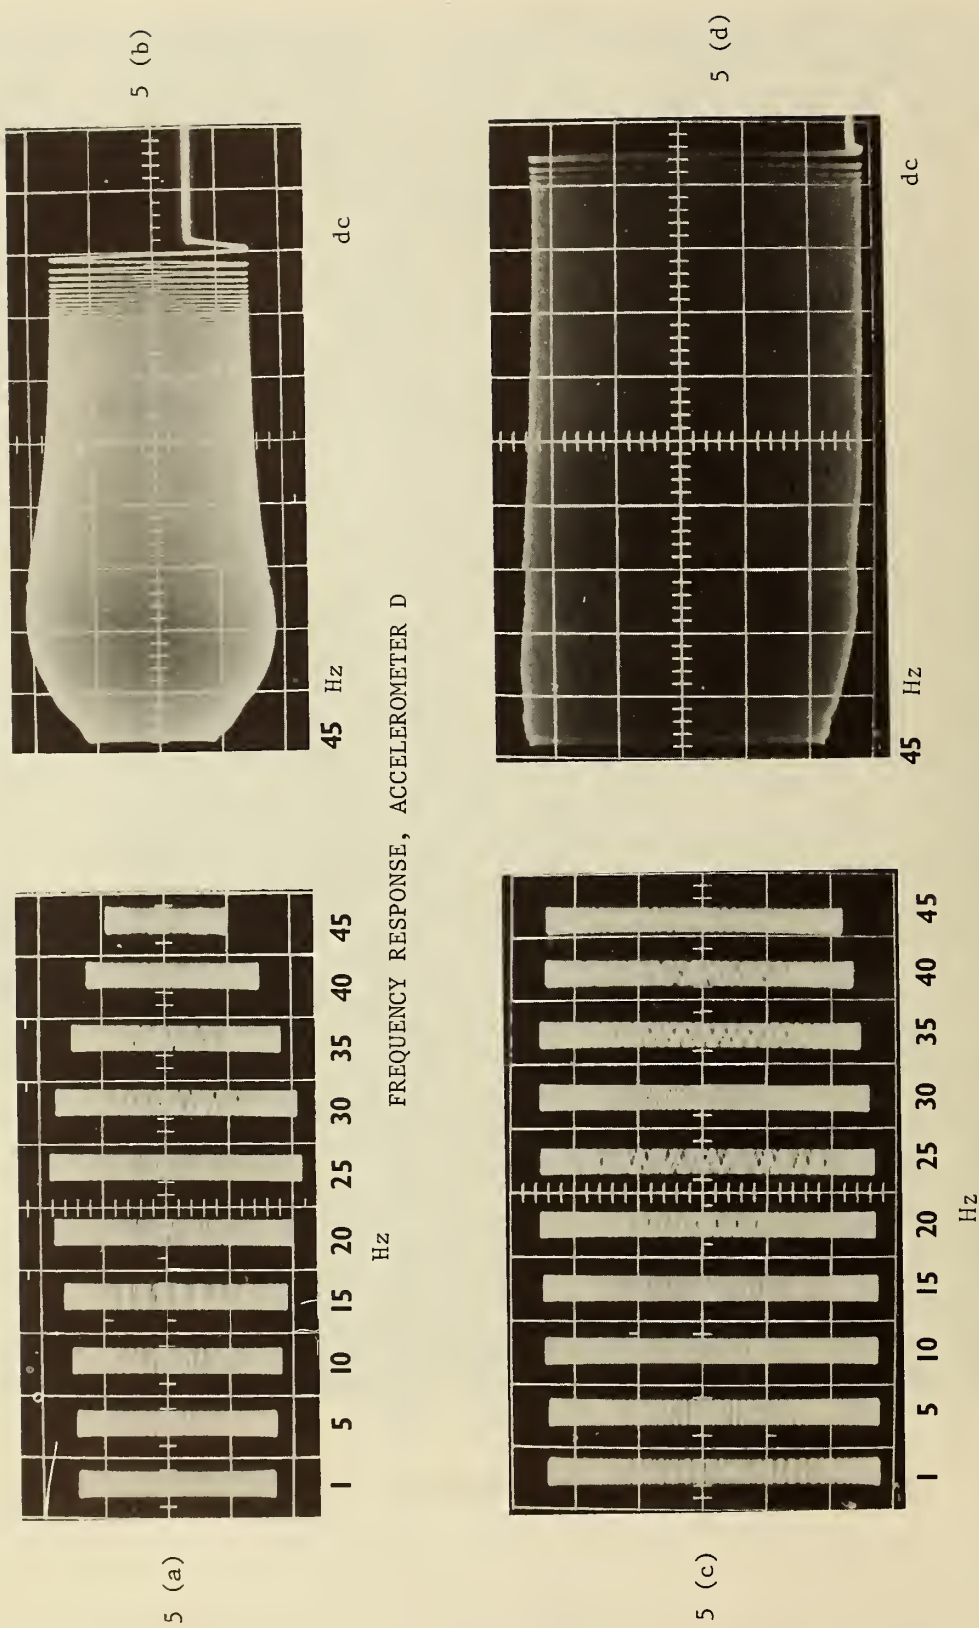 5 (a)
1 5 10 15 20 25 30 35 40 45
Hz
5 (b)
45 Hz dc
FREQUENCY RESPONSE, ACCELEROMETER D
5 (c)
1 5 10 15 20 25 30 35 40 45
Hz
5 (d)
45 Hz dc